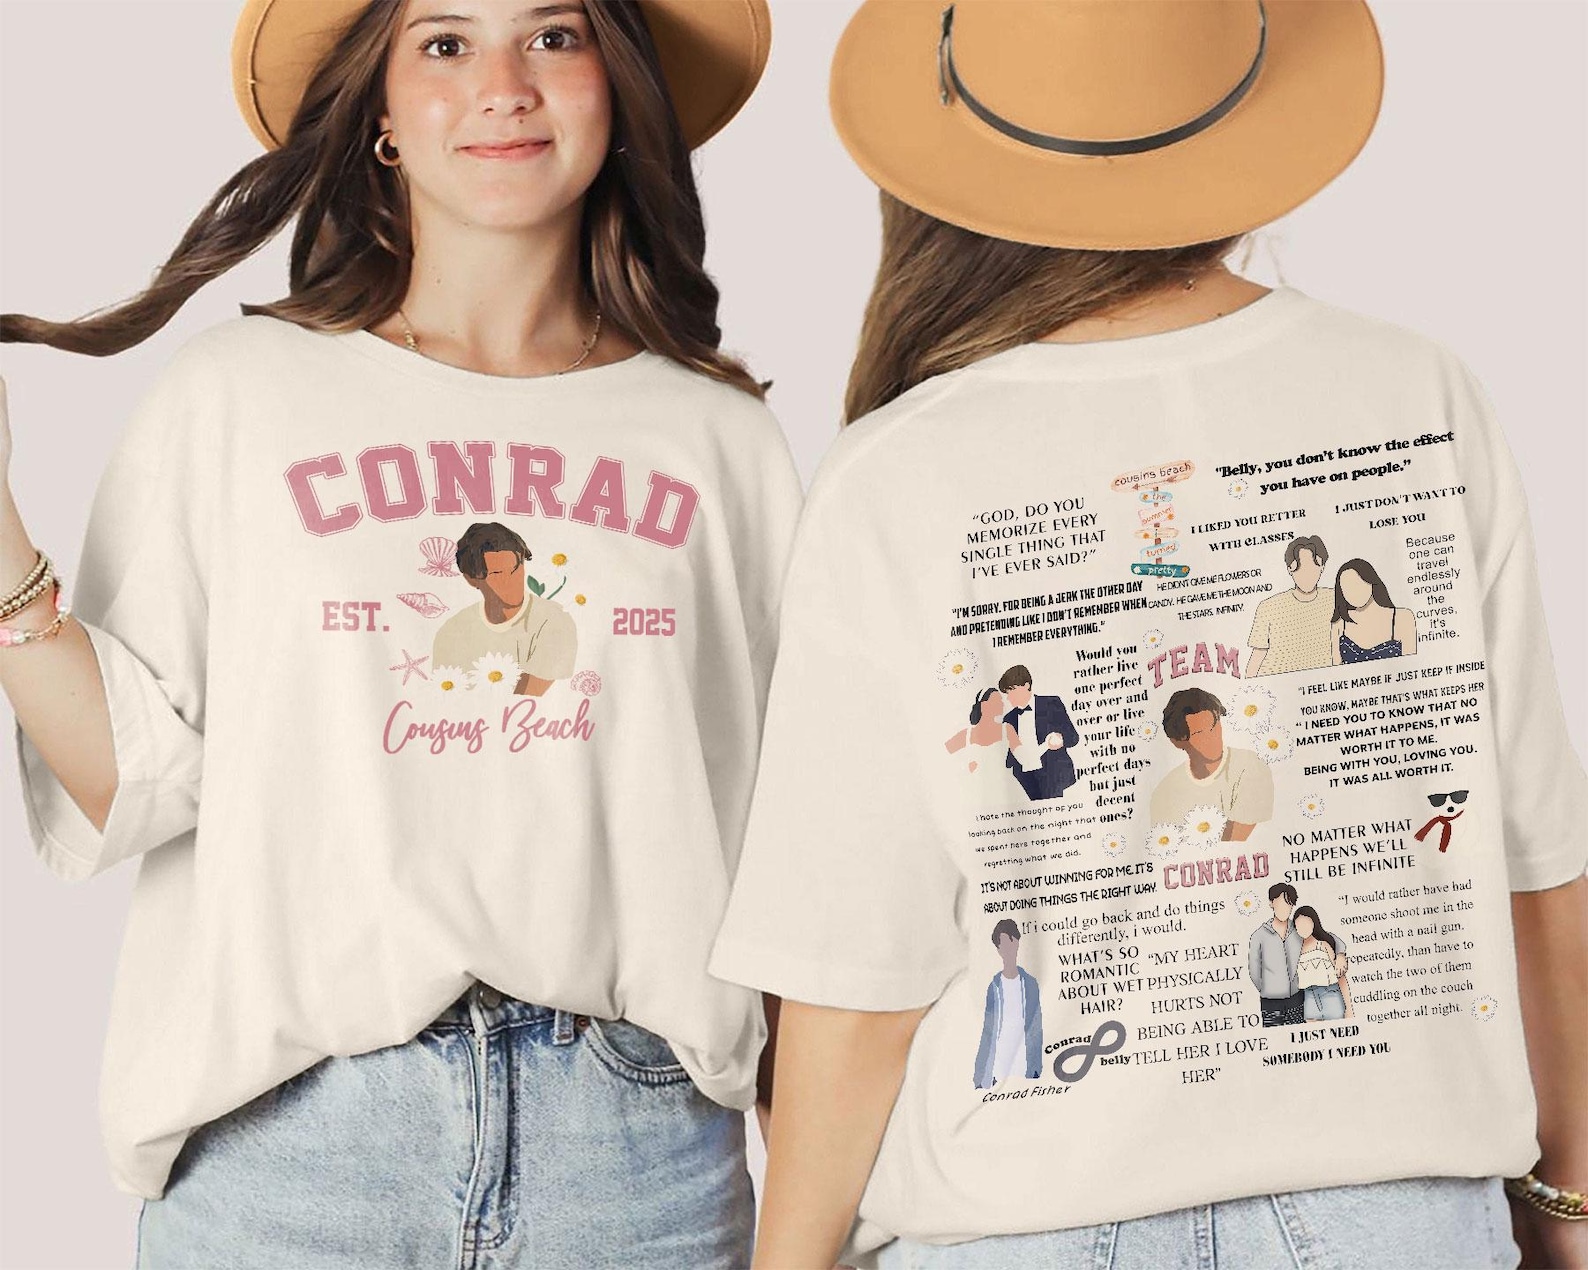 CONRAD
EST. 2025
Cousins Beach
cousins beach
the
summer
i
turned
pretty
"Belly, you don't know the effect
you have on people."
"GOD, DO YOU
MEMORIZE EVERY
SINGLE THING THAT
I'VE EVER SAID?"
I LIKED YOU BETTER
WITH GLASSES
I JUST DON'T WANT TO
LOSE YOU
Because
one can
travel
endlessly
around
the
curves,
it's
infinite.
"I'M SORRY. FOR BEING A JERK THE OTHER DAY
AND PRETENDING LIKE I DON'T REMEMBER WHEN
I REMEMBER EVERYTHING."
HE DIDN'T GIVE ME FLOWERS OR
CANDY. HE GAVE ME THE MOON AND
THE STARS. INFINITY.
Would you
rather live
one perfect
day over and
over or live
your life
with no
perfect days
but just
decent
ones?
TEAM
CONRAD
"I FEEL LIKE MAYBE IF JUST KEEP IF INSIDE
YOU KNOW, MAYBE THAT'S WHAT KEEPS HER
" I NEED YOU TO KNOW THAT NO
MATTER WHAT HAPPENS, IT WAS
WORTH IT TO ME.
BEING WITH YOU, LOVING YOU.
IT WAS ALL WORTH IT.
i hate the thought of you
looking back on the night that
we spent here together and
regretting what we did.
NO MATTER WHAT
HAPPENS WE'LL
STILL BE INFINITE
IT'S NOT ABOUT WINNING FOR ME. IT'S
ABOUT DOING THINGS THE RIGHT WAY.
If i could go back and do things
differently, i would.
WHAT'S SO
ROMANTIC
ABOUT WET
HAIR?
"MY HEART
PHYSICALLY
HURTS NOT
BEING ABLE TO
TELL HER I LOVE
HER"
"I would rather have had
someone shoot me in the
head with a nail gun,
repeatedly, than have to
watch the two of them
cuddling on the couch
together all night.
Conrad
belly
Conrad Fisher
I JUST NEED
SOMEBODY I NEED YOU